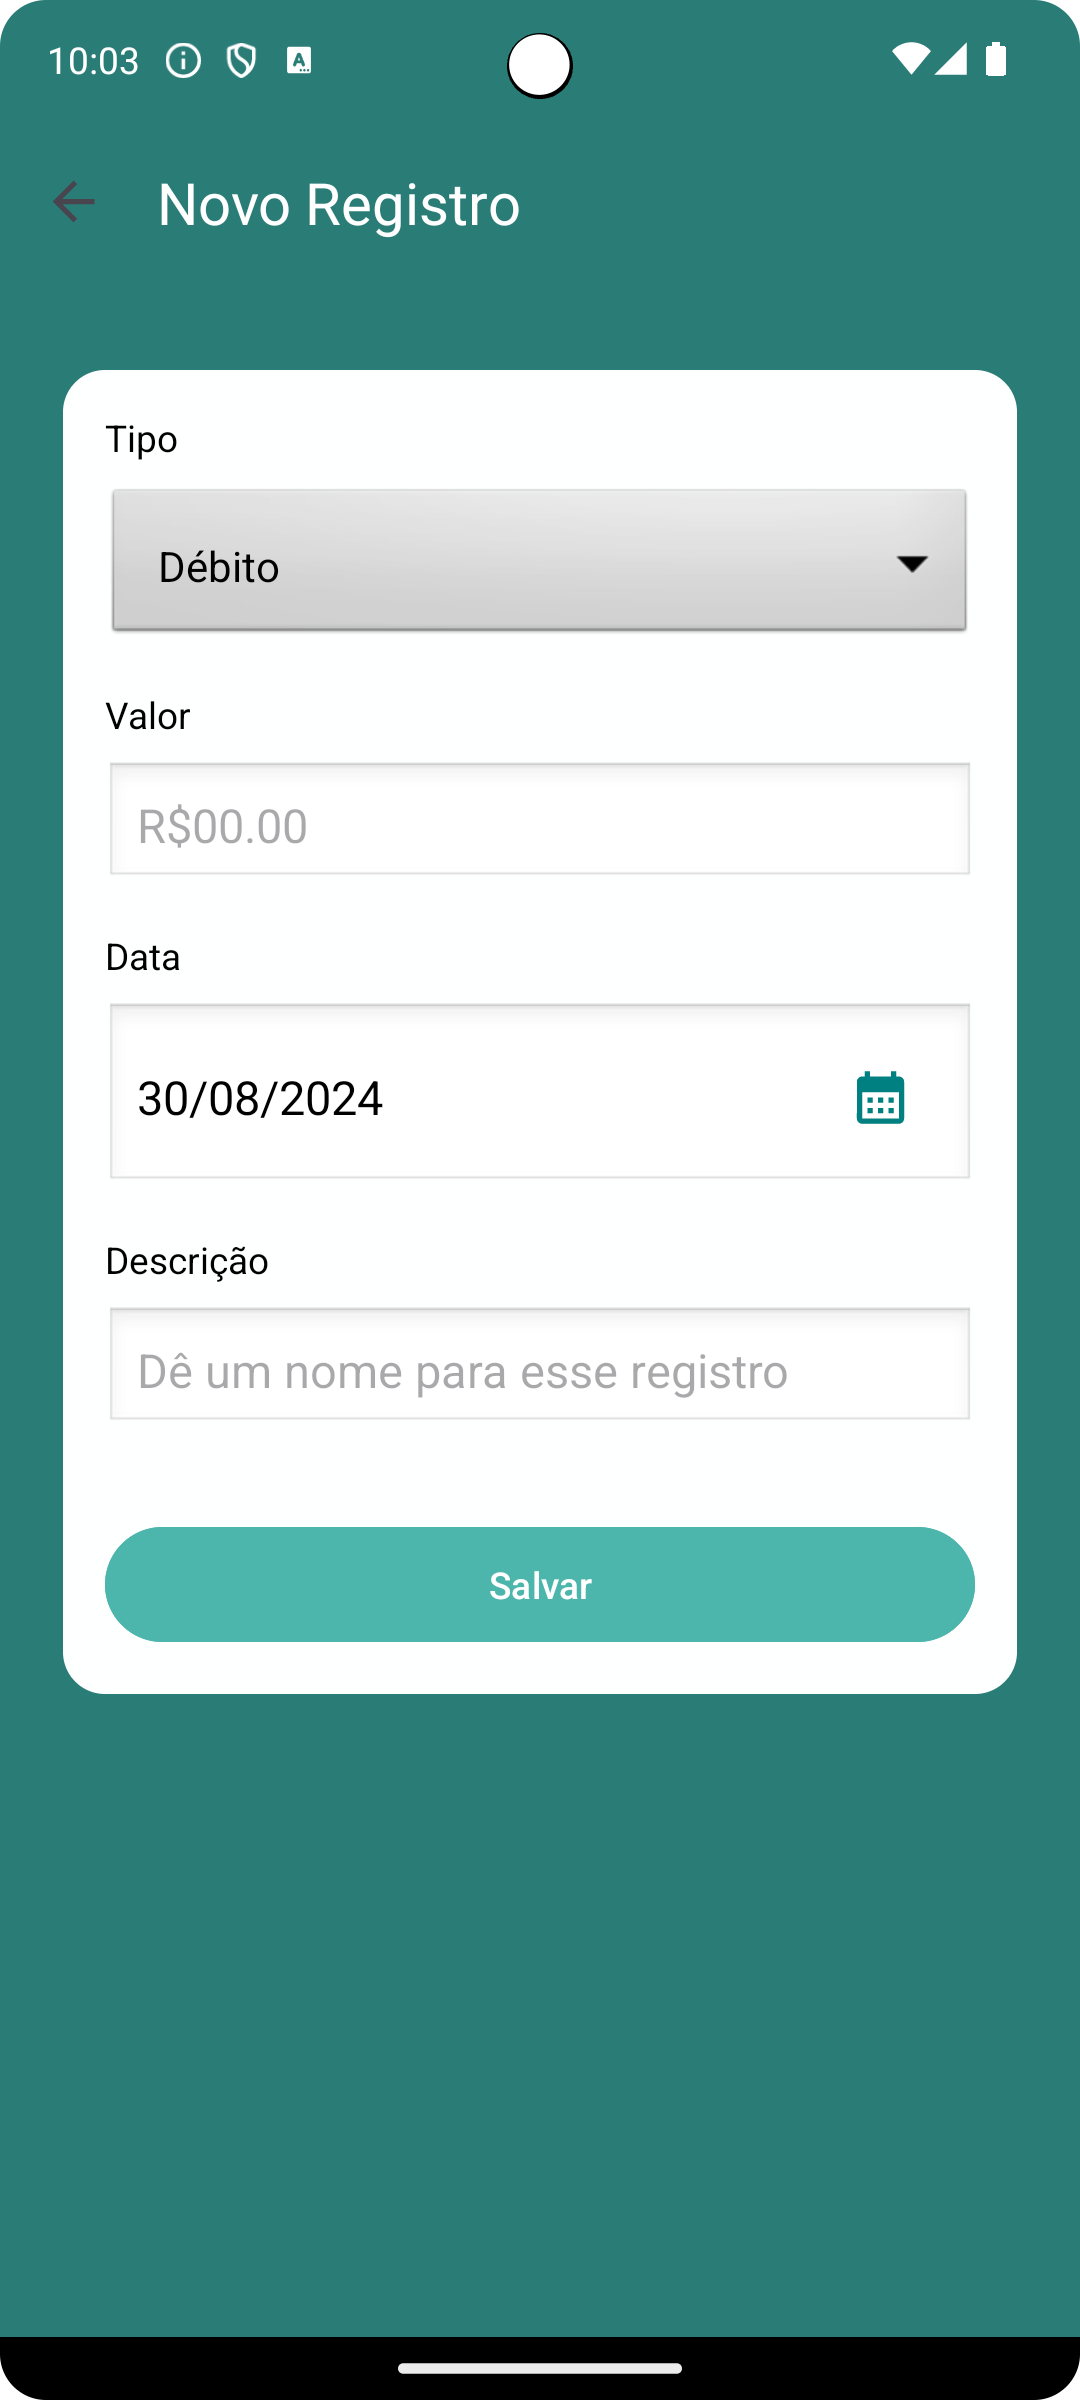 10:03
Novo Registro
Tipo
Débito
Valor
R$00.00
Data
30/08/2024
Descrição
Dê um nome para esse registro
Salvar